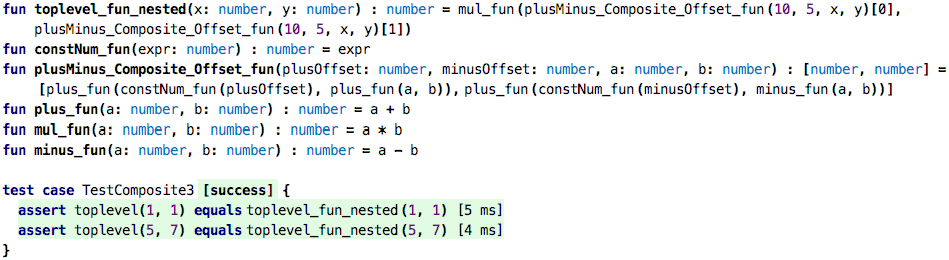 fun toplevel_fun_nested(x: number, y: number) : number = mul_fun(plusMinus_Composite_Offset_fun(10, 5, x, y)[0],
plusMinus_Composite_Offset_fun(10, 5, x, y)[1])
fun constNum_fun(expr: number) : number = expr
fun plusMinus_Composite_Offset_fun(plusOffset: number, minusOffset: number, a: number, b: number) : [number, number] =
[plus_fun(constNum_fun(plusOffset), plus_fun(a, b)), plus_fun(constNum_fun(minusOffset), minus_fun(a, b))]
fun plus_fun(a: number, b: number) : number = a + b
fun mul_fun(a: number, b: number) : number = a * b
fun minus_fun(a: number, b: number) : number = a - b
test case TestComposite3 [success] {
assert toplevel(1, 1) equals toplevel_fun_nested(1, 1) [5 ms]
assert toplevel(5, 7) equals toplevel_fun_nested(5, 7) [4 ms]
}